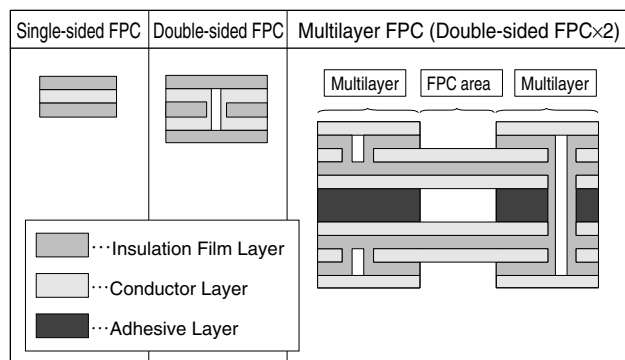 Single-sided FPC
Double-sided FPC
Multilayer FPC (Double-sided FPC×2)
Multilayer
FPC area
Multilayer
···Insulation Film Layer
···Conductor Layer
···Adhesive Layer